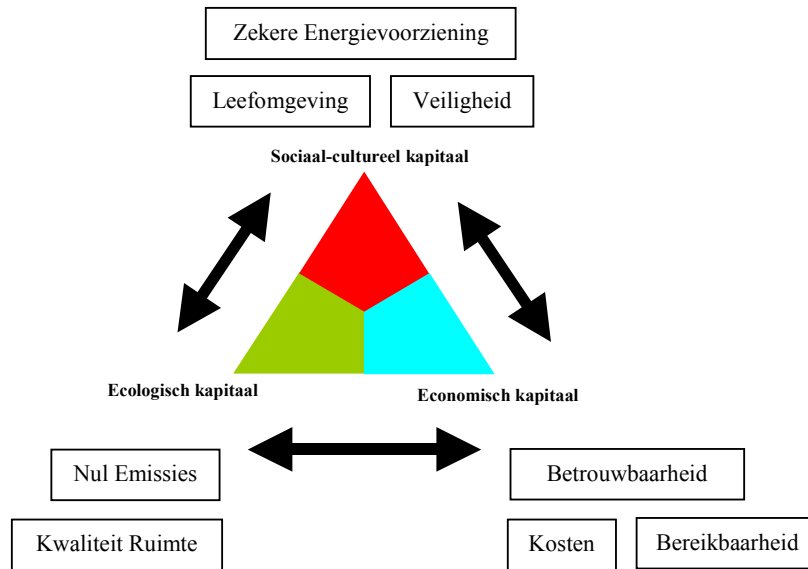 Zekere Energievoorziening
Leefomgeving
Veiligheid
Sociaal-cultureel kapitaal
Ecologisch kapitaal
Economisch kapitaal
Nul Emissies
Betrouwbaarheid
Kwaliteit Ruimte
Kosten
Bereikbaarheid